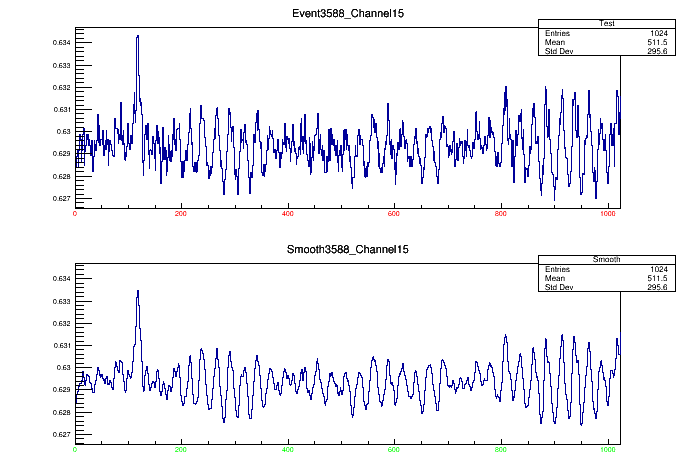 Event3588_Channel15
Test
Entries 1024
Mean 511.5
Std Dev 295.6
0.634
0.633
0.632
0.631
0.63
0.629
0.628
0.627
0 200 400 600 800 1000
Smooth3588_Channel15
Smooth
Entries 1024
Mean 511.5
Std Dev 295.6
0.634
0.633
0.632
0.631
0.63
0.629
0.628
0.627
0 200 400 600 800 1000